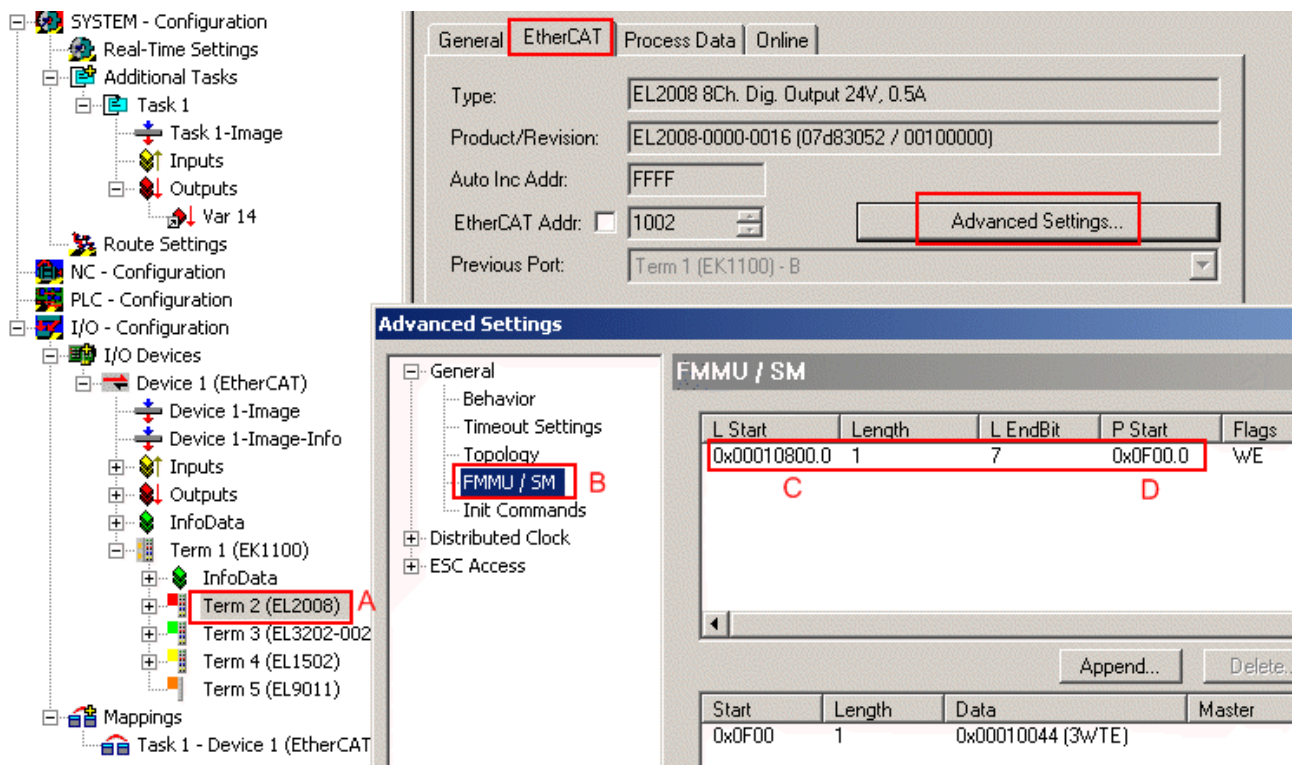 SYSTEM - Configuration
Real-Time Settings
Additional Tasks
Task 1
Task 1-Image
Inputs
Outputs
Var 14
Route Settings
NC - Configuration
PLC - Configuration
I/O - Configuration
I/O Devices
Device 1 (EtherCAT)
Device 1-Image
Device 1-Image-Info
Inputs
Outputs
InfoData
Term 1 (EK1100)
InfoData
Term 2 (EL2008) A
Term 3 (EL3202-002
Term 4 (EL1502)
Term 5 (EL9011)
Mappings
Task 1 - Device 1 (EtherCAT
General EtherCAT Process Data Online
Type: EL2008 8Ch. Dig. Output 24V, 0.5A
Product/Revision: EL2008-0000-0016 (07d83052 / 00100000)
Auto Inc Addr: FFFF
EtherCAT Addr: 1002 Advanced Settings...
Previous Port: Term 1 (EK1100) - B
Advanced Settings
General
Behavior
Timeout Settings
Topology
FMMU / SM B
Init Commands
Distributed Clock
ESC Access
FMMU / SM
L Start Length L EndBit P Start Flags
0x00010800.0 1 7 0x0F00.0 WE
C D
Append... Delete..
Start Length Data Master
0x0F00 1 0x00010044 (3WTE)